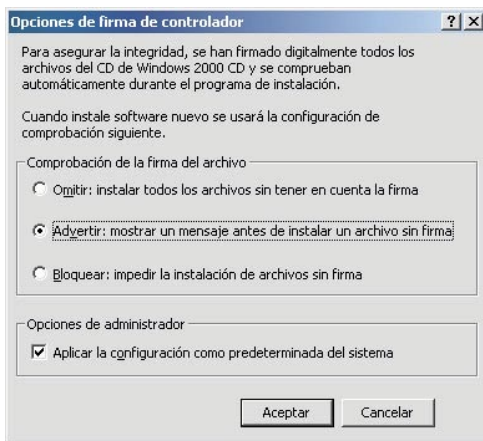 Opciones de firma de controlador
Para asegurar la integridad, se han firmado digitalmente todos los
archivos del CD de Windows 2000 CD y se comprueban
automáticamente durante el programa de instalación.
Cuando instale software nuevo se usará la configuración de
comprobación siguiente.
Comprobación de la firma del archivo
Omitir: instalar todos los archivos sin tener en cuenta la firma
Advertir: mostrar un mensaje antes de instalar un archivo sin firma
Bloquear: impedir la instalación de archivos sin firma
Opciones de administrador
Aplicar la configuración como predeterminada del sistema
Aceptar
Cancelar